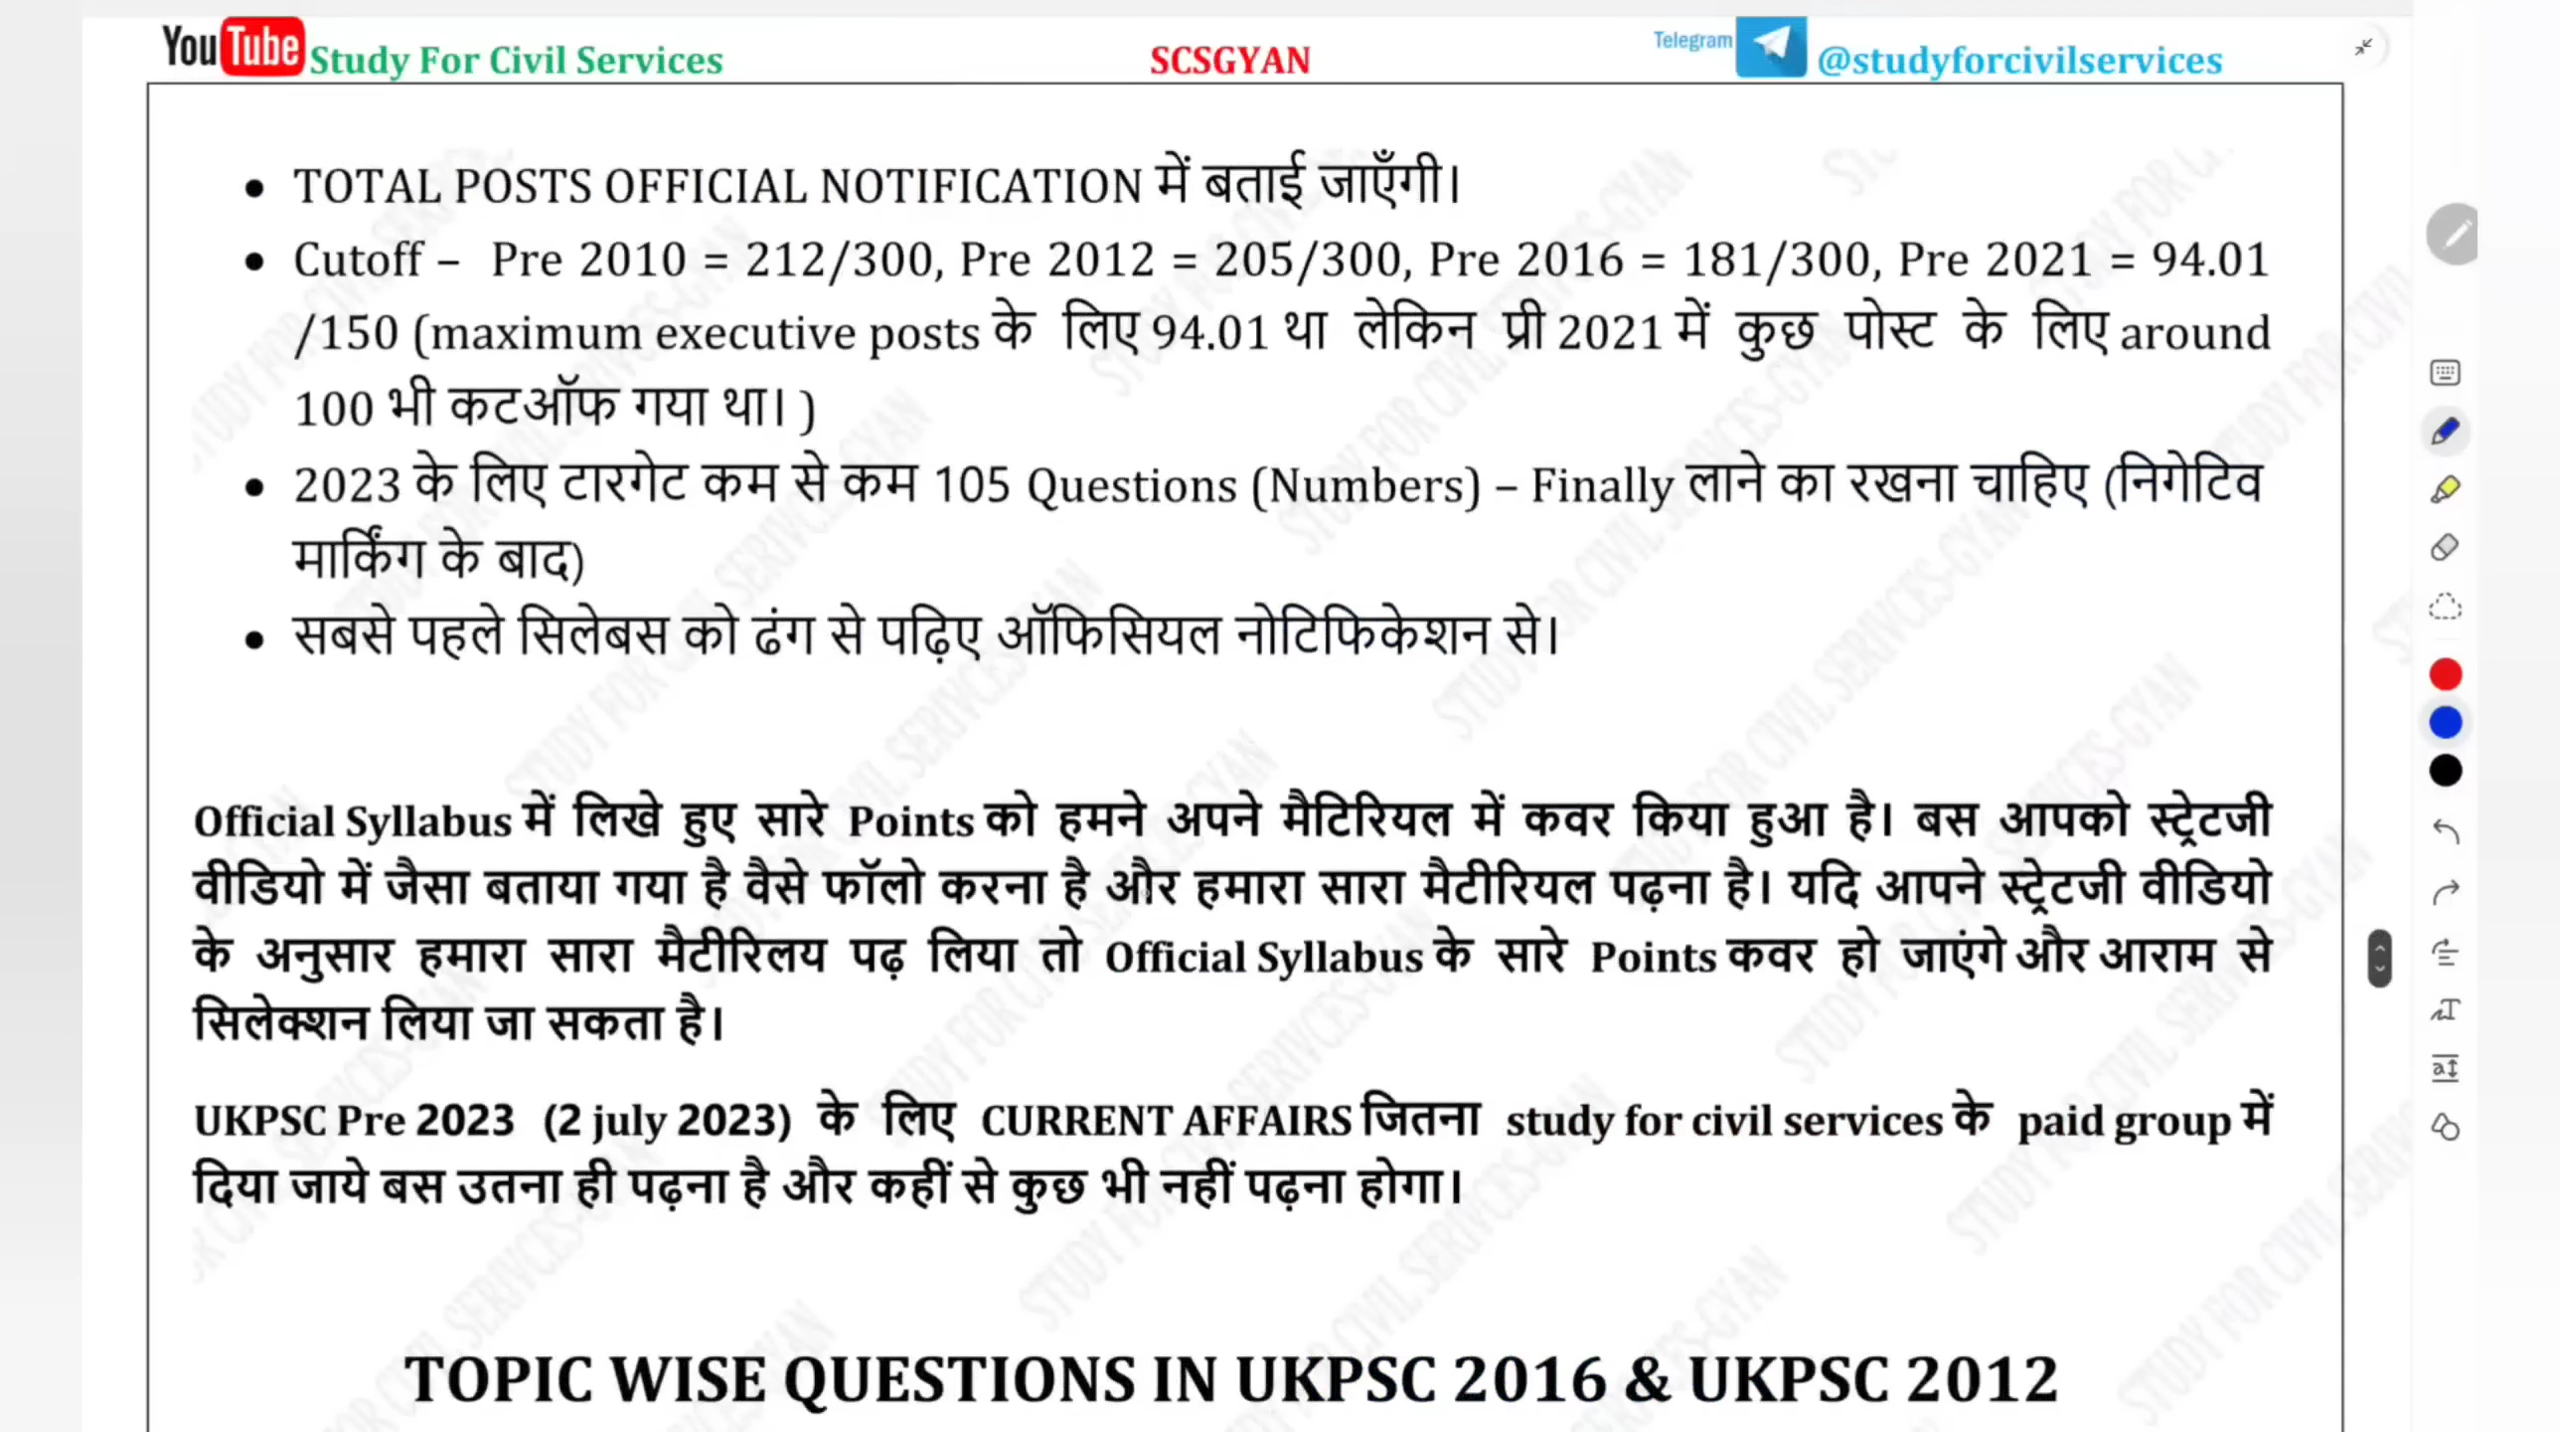 YouTube Study For Civil Services SCSGYAN Telegram @studyforcivilservices
• TOTAL POSTS OFFICIAL NOTIFICATION में बताई जाएँगी।
• Cutoff – Pre 2010 = 212/300, Pre 2012 = 205/300, Pre 2016 = 181/300, Pre 2021 = 94.01
/150 (maximum executive posts के लिए 94.01 था लेकिन प्री 2021 में कुछ पोस्ट के लिए around
100 भी कटऑफ गया था। )
• 2023 के लिए टारगेट कम से कम 105 Questions (Numbers) – Finally लाने का रखना चाहिए (निगेटिव
मार्किंग के बाद)
• सबसे पहले सिलेबस को ढंग से पढ़िए ऑफिसियल नोटिफिकेशन से।
Official Syllabus में लिखे हुए सारे Points को हमने अपने मैटिरियल में कवर किया हुआ है। बस आपको स्ट्रेटजी
वीडियो में जैसा बताया गया है वैसे फॉलो करना है और हमारा सारा मैटीरियल पढ़ना है। यदि आपने स्ट्रेटजी वीडियो
के अनुसार हमारा सारा मैटीरिलय पढ़ लिया तो Official Syllabus के सारे Points कवर हो जाएंगे और आराम से
सिलेक्शन लिया जा सकता है।
UKPSC Pre 2023 (2 july 2023) के लिए CURRENT AFFAIRS जितना study for civil services के paid group में
दिया जाये बस उतना ही पढ़ना है और कहीं से कुछ भी नहीं पढ़ना होगा।
TOPIC WISE QUESTIONS IN UKPSC 2016 & UKPSC 2012